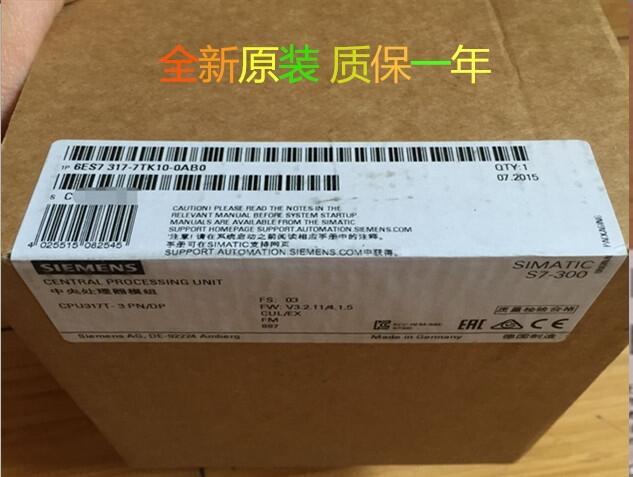 全新原装 质保一年
1P 6ES7 317-7TK10-0AB0
QTY:1
07.2015
S C
CAUTION! PLEASE READ THE NOTES IN THE
RELEVANT MANUAL BEFORE SYSTEM STARTUP
MANUALS ARE AVAILABLE FROM THE SIMATIC
SUPPORT HOMEPAGE SUPPORT.AUTOMATION.SIEMENS.COM
注意!请在系统启动之前阅读相应手册中的注释。
手册可在SIMATIC支持网页
SUPPORT.AUTOMATION.SIEMENS.COM中获得。
4 025515 082545
SIEMENS
SIMATIC
S7-300
CENTRAL PROCESSING UNIT
中央处理器模组
CPU317T- 3 PN/DP
FS: 03
FW: V3.2.11/4.1.5
CUL/EX
FM
质量检验合格
EAC
CE
Siemens AG, DE-92224 Amberg
Made in Germany
德国制造